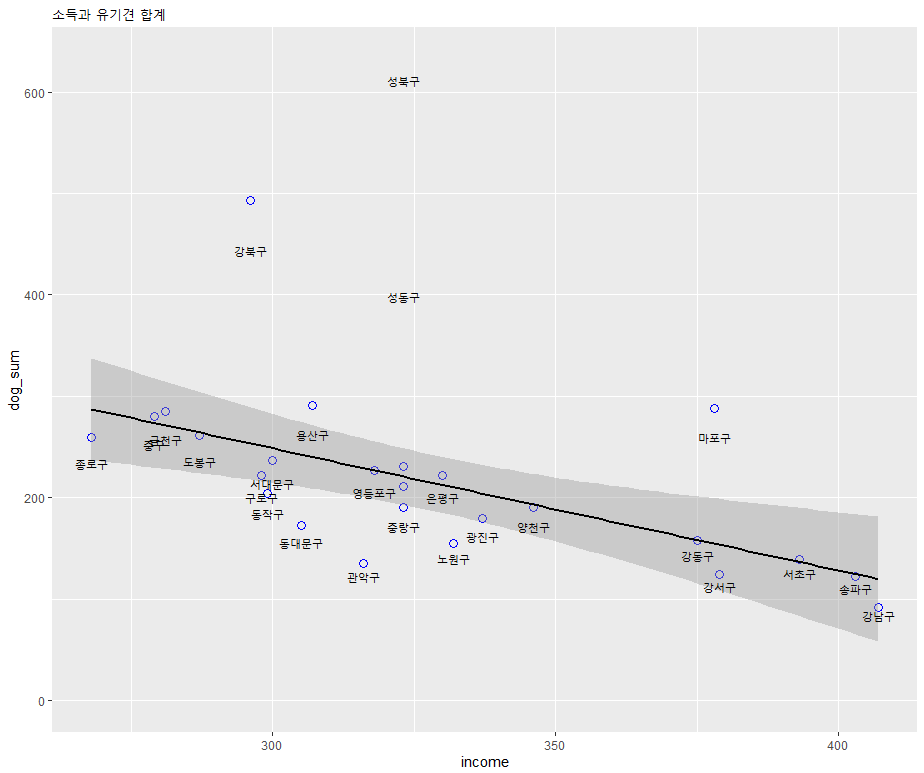 소득과 유기견 합계
성북구
600
강북구
성동구
400
dog_sum
용산구
마포구
금천구
중구
종로구
도봉구
서대문구
영등포구
은평구
구로구
200
동작구
중랑구
양천구
광진구
동대문구
강동구
노원구
서초구
관악구
강서구
송파구
강남구
0
300
350
400
income